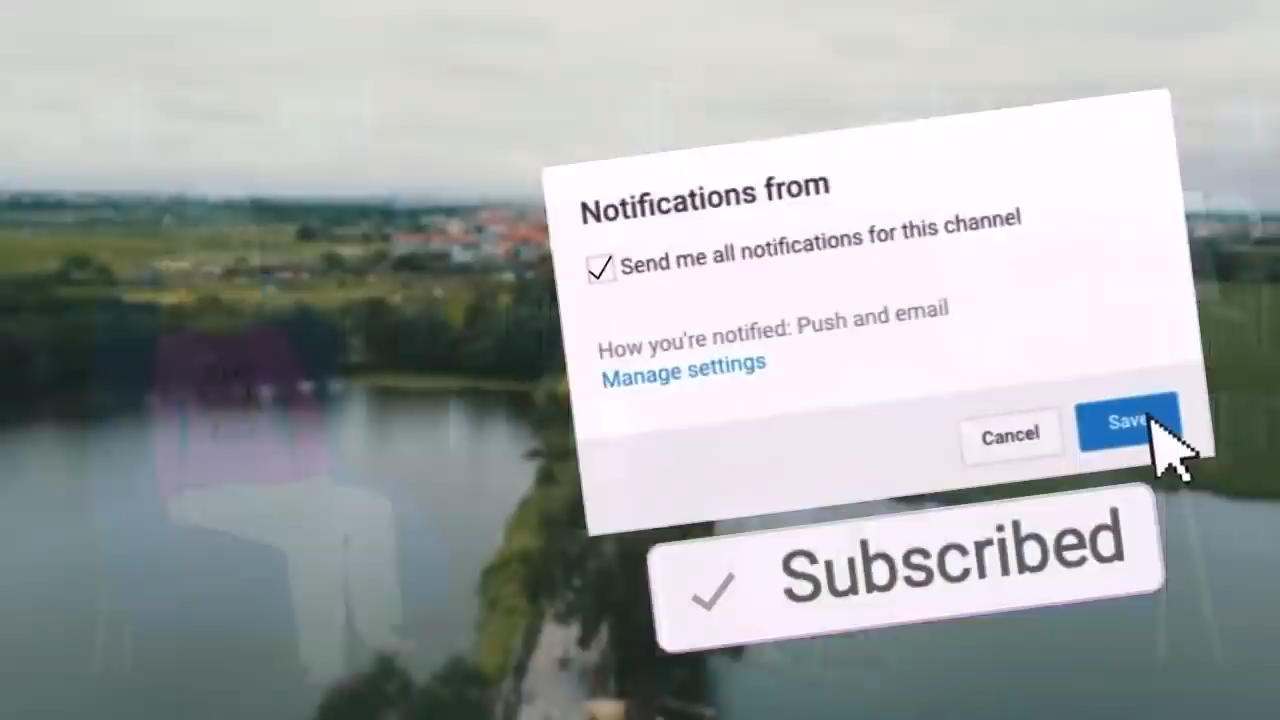 Notifications from
Send me all notifications for this channel
How you're notified: Push and email
Manage settings
Cancel
Save
Subscribed